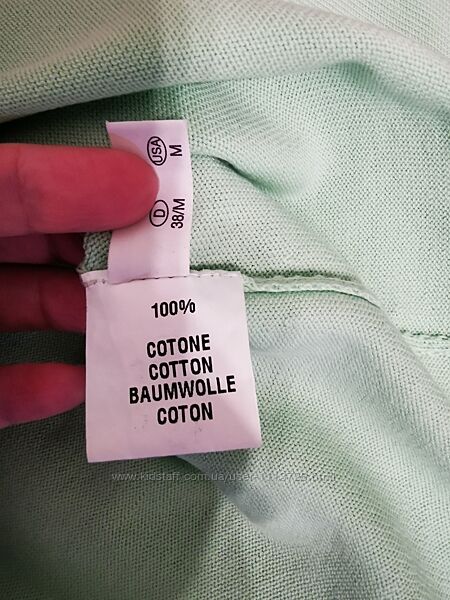 USA M
D 38/M
100%
COTONE
COTTON
BAUMWOLLE
COTON